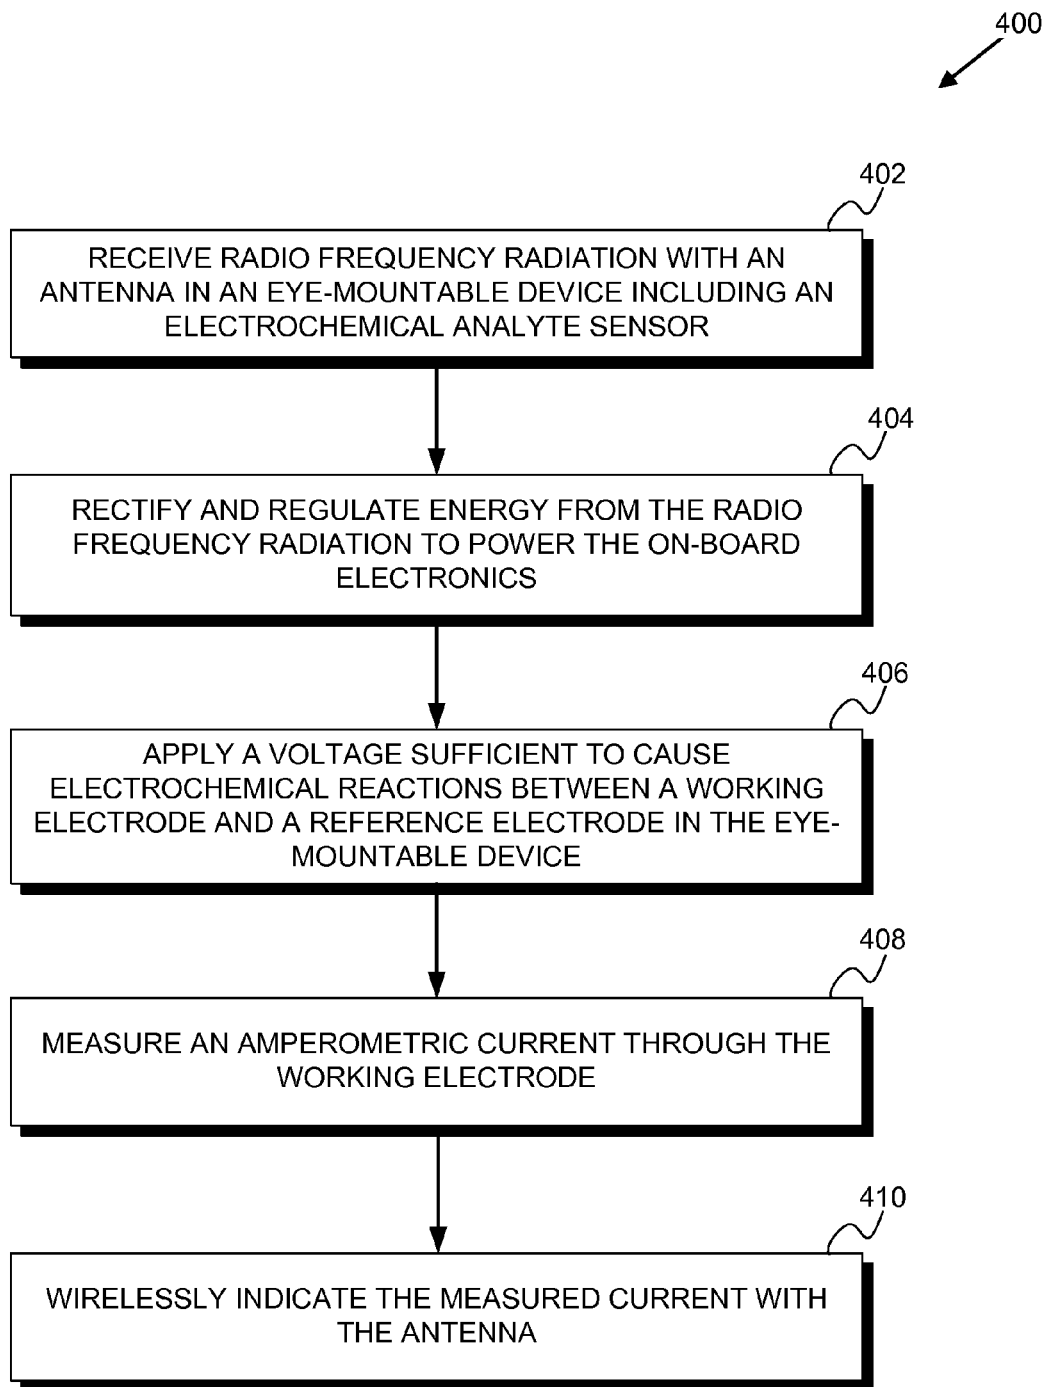 400
402
RECEIVE RADIO FREQUENCY RADIATION WITH AN
ANTENNA IN AN EYE-MOUNTABLE DEVICE INCLUDING AN
ELECTROCHEMICAL ANALYTE SENSOR
404
RECTIFY AND REGULATE ENERGY FROM THE RADIO
FREQUENCY RADIATION TO POWER THE ON-BOARD
ELECTRONICS
406
APPLY A VOLTAGE SUFFICIENT TO CAUSE
ELECTROCHEMICAL REACTIONS BETWEEN A WORKING
ELECTRODE AND A REFERENCE ELECTRODE IN THE EYE-
MOUNTABLE DEVICE
408
MEASURE AN AMPEROMETRIC CURRENT THROUGH THE
WORKING ELECTRODE
410
WIRELESSLY INDICATE THE MEASURED CURRENT WITH
THE ANTENNA